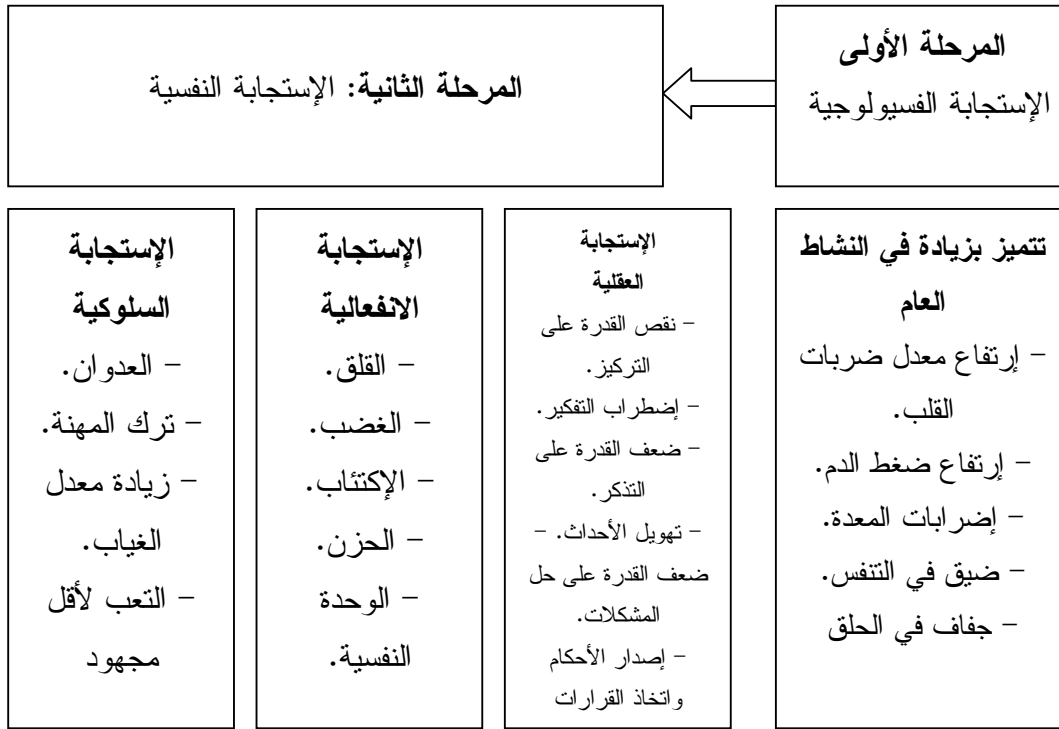 المرحلة الأولى
الإستجابة الفسيولوجية
المرحلة الثانية: الإستجابة النفسية
تتميز بزيادة في النشاط
العام
– إرتفاع معدل ضربات
القلب.
– إرتفاع ضغط الدم.
– إضرابات المعدة.
– ضيق في التنفس.
– جفاف في الحلق
الإستجابة
العقلية
– نقص القدرة على
التركيز.
– إضطراب التفكير.
– ضعف القدرة على
التذكر.
– تهويل الأحداث. –
ضعف القدرة على حل
المشكلات.
– إصدار الأحكام
واتخاذ القرارات
الإستجابة
الانفعالية
– القلق.
– الغضب.
– الإكتئاب.
– الحزن.
– الوحدة
النفسية.
الإستجابة
السلوكية
– العدوان.
– ترك المهنة.
– زيادة معدل
الغياب.
– التعب لأقل
مجهود